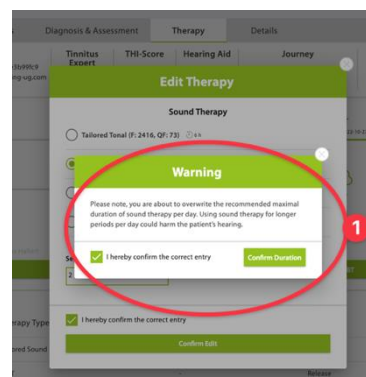 Diagnosis & Assessment Therapy Details
Tinnitus Expert THI-Score Hearing Aid Journey
Edit Therapy
Sound Therapy
Tailored Tonal (F: 2416, QF: 73) 6 h
Warning
Please note, you are about to overwrite the recommended maximal
duration of sound therapy per day. Using sound therapy for longer
periods per day could harm the patient's hearing.
1
I hereby confirm the correct entry Confirm Duration
I hereby confirm the correct entry
Confirm Edit
Release